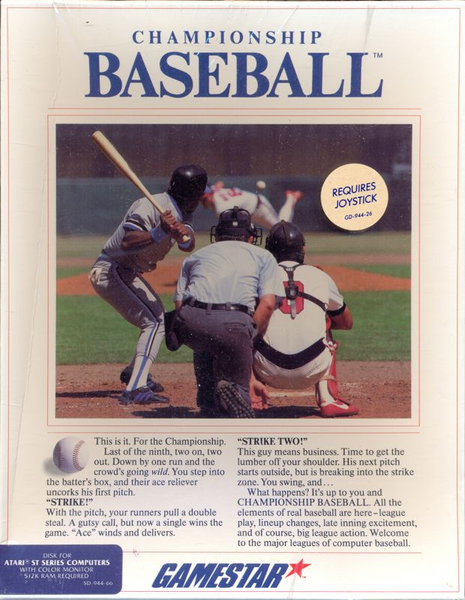 CHAMPIONSHIP
BASEBALL™
REQUIRES
JOYSTICK
GD-944-26
This is it. For the Championship.
Last of the ninth, two on, two
out. Down by one run and the
crowd's going wild. You step into
the batter's box, and their ace reliever
uncorks his first pitch.
"STRIKE!"
With the pitch, your runners pull a double
steal. A gutsy call, but now a single wins the
game. "Ace" winds and delivers.
"STRIKE TWO!"
This guy means business. Time to get the
lumber off your shoulder. His next pitch
starts outside, but is breaking into the strike
zone. You swing, and...
What happens? It's up to you and
CHAMPIONSHIP BASEBALL. All the
elements of real baseball are here–league
play, lineup changes, late inning excitement,
and of course, big league action. Welcome
to the major leagues of computer baseball.
DISK FOR
ATARI® ST SERIES COMPUTERS
WITH COLOR MONITOR
512K RAM REQUIRED
SD-944-06
GAMESTAR